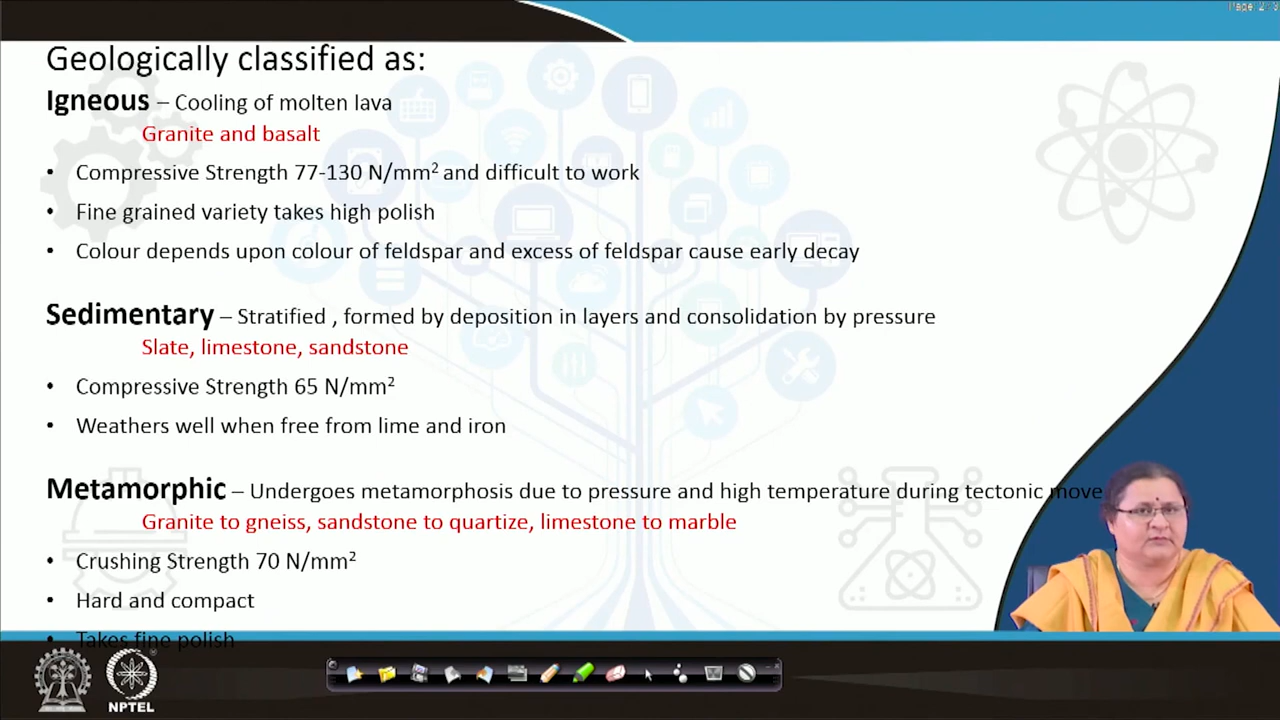 Geologically classified as:
Igneous – Cooling of molten lava
Granite and basalt
• Compressive Strength 77-130 N/mm² and difficult to work
• Fine grained variety takes high polish
• Colour depends upon colour of feldspar and excess of feldspar cause early decay
Sedimentary – Stratified , formed by deposition in layers and consolidation by pressure
Slate, limestone, sandstone
• Compressive Strength 65 N/mm²
• Weathers well when free from lime and iron
Metamorphic – Undergoes metamorphosis due to pressure and high temperature during tectonic move
Granite to gneiss, sandstone to quartize, limestone to marble
• Crushing Strength 70 N/mm²
• Hard and compact
• Takes fine polish
NPTEL